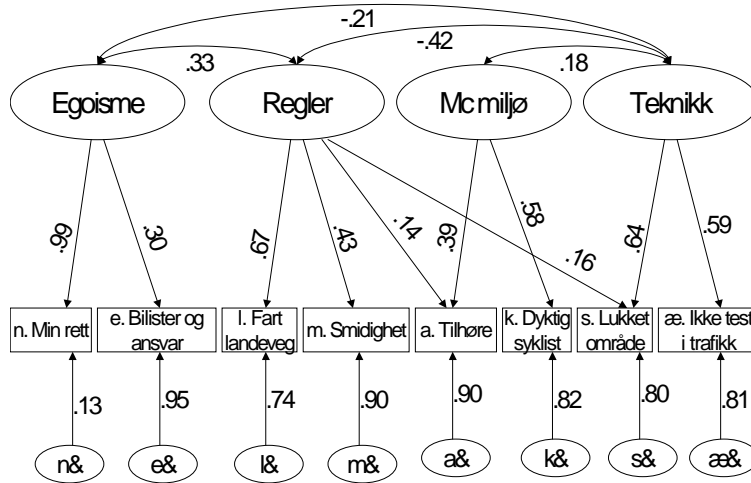 -.21
-.42
.33
.18
Egoisme
Regler
Mc miljø
Teknikk
.99
.30
.67
.43
.14
.39
.58
.16
.64
.59
n. Min rett
e. Bilister og
ansvar
l. Fart
landeveg
m. Smidighet
a. Tilhøre
k. Dyktig
syklist
s. Lukket
område
æ. Ikke test
i trafikk
.13
.95
.74
.90
.90
.82
.80
.81
n&
e&
l&
m&
a&
k&
s&
æ&